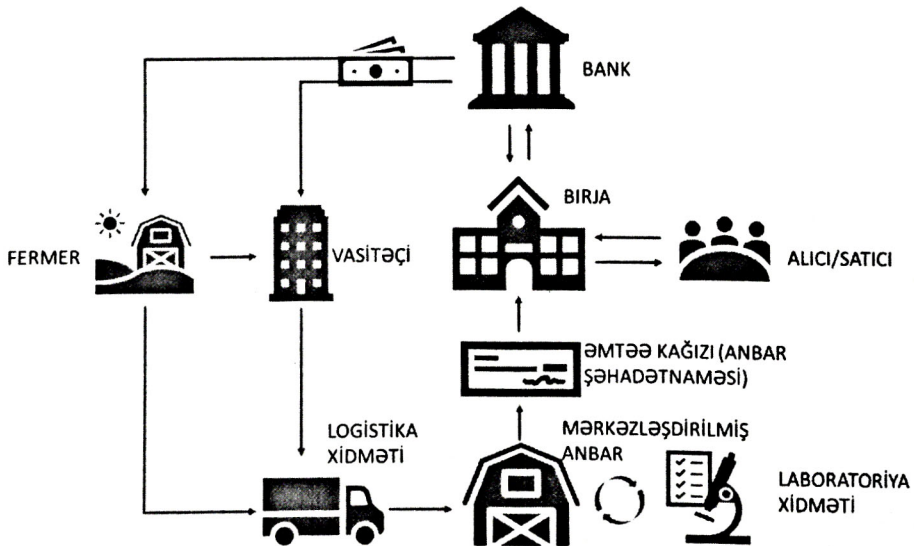 BANK
BIRJA
FERMER
VASİTƏÇİ
ALICI/SATICI
ƏMTƏƏ KAĞIZI (ANBAR
ŞƏHADƏTNAMƏSİ)
LOGİSTİKA
XİDMƏTİ
MƏRKƏZLƏŞDİRİLMİŞ
ANBAR
LABORATORİYA
XİDMƏTİ